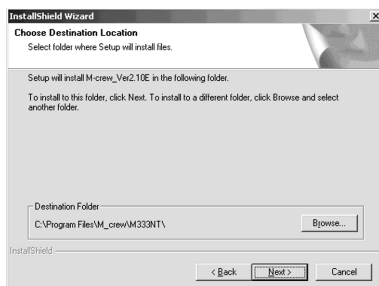 InstallShield Wizard
Choose Destination Location
Select folder where Setup will install files.
Setup will install M-crew_Ver2.10E in the following folder.
To install to this folder, click Next. To install to a different folder, click Browse and select
another folder.
Destination Folder
C:\Program Files\M_crew\M333NT\
Browse...
InstallShield
< Back
Next >
Cancel